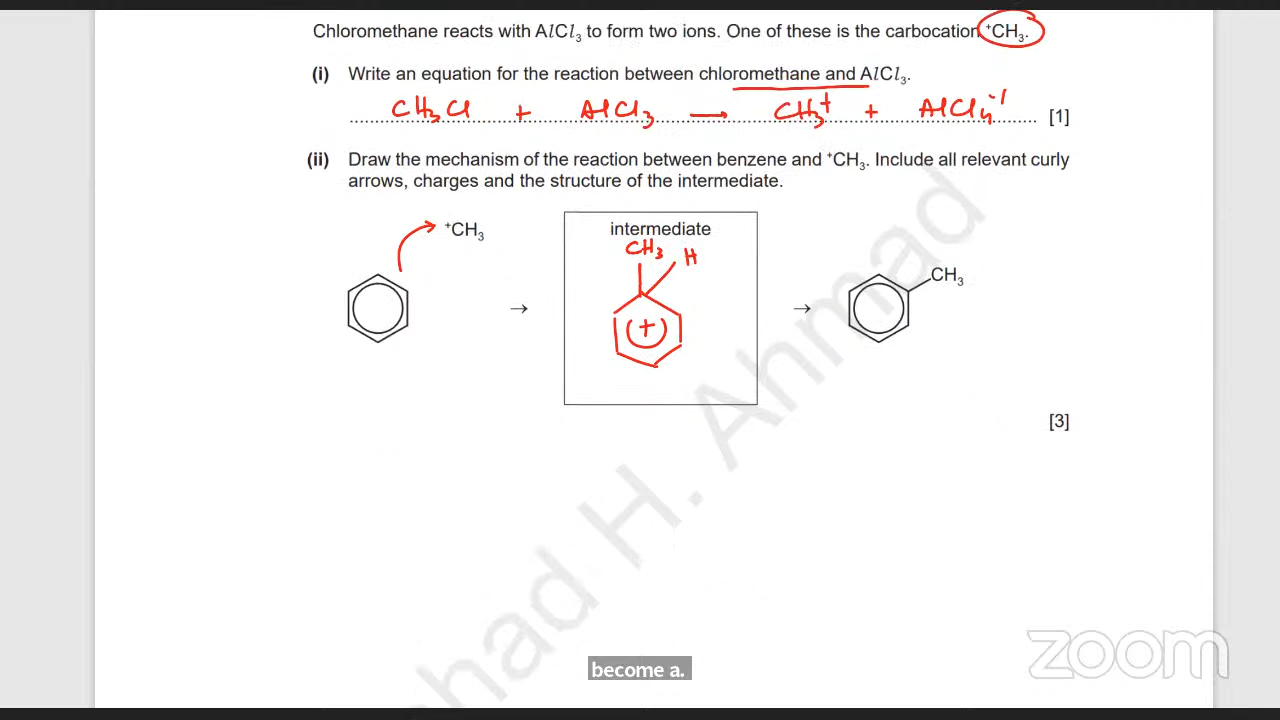 Chloromethane reacts with AlCl₃ to form two ions. One of these is the carbocation ⁺CH₃.
(i) Write an equation for the reaction between chloromethane and AlCl₃.
CH₃Cl + AlCl₃ → CH₃⁺ + AlCl₄⁻¹ [1]
(ii) Draw the mechanism of the reaction between benzene and ⁺CH₃. Include all relevant curly
arrows, charges and the structure of the intermediate.
⁺CH₃
intermediate
CH₃ H
+
→ → CH₃
[3]
had H. Ahmad
zoom
become a.